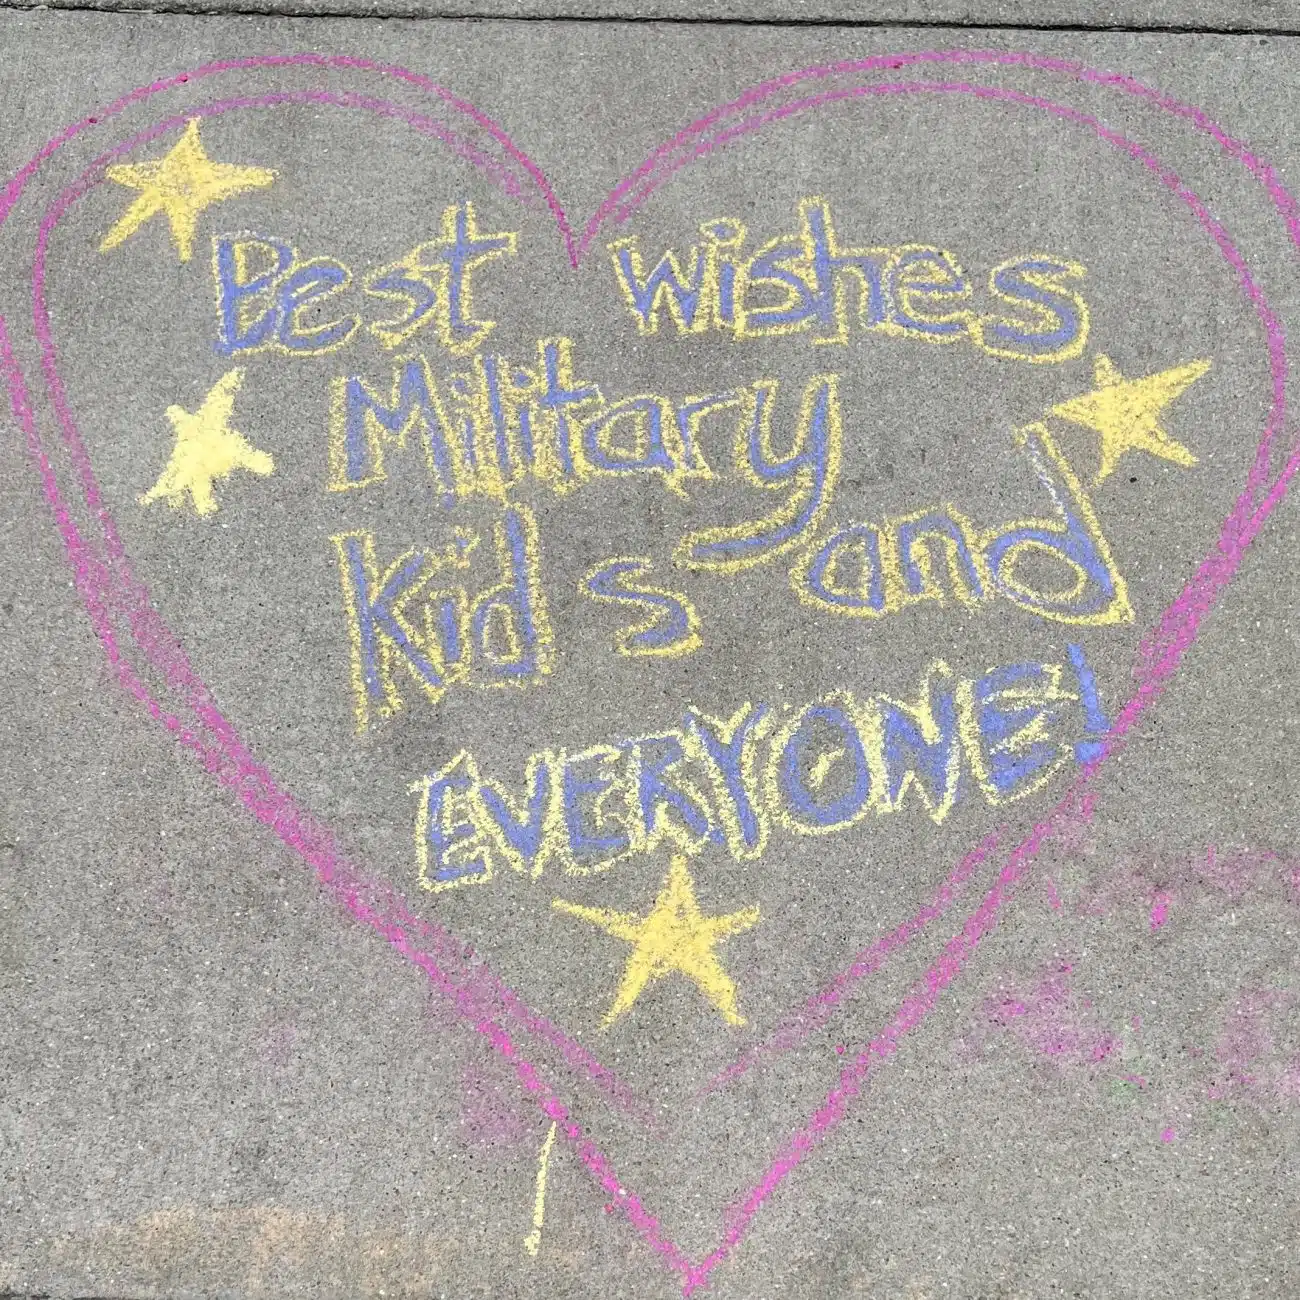 Best wishes
Military
Kids and
EVERYONE!